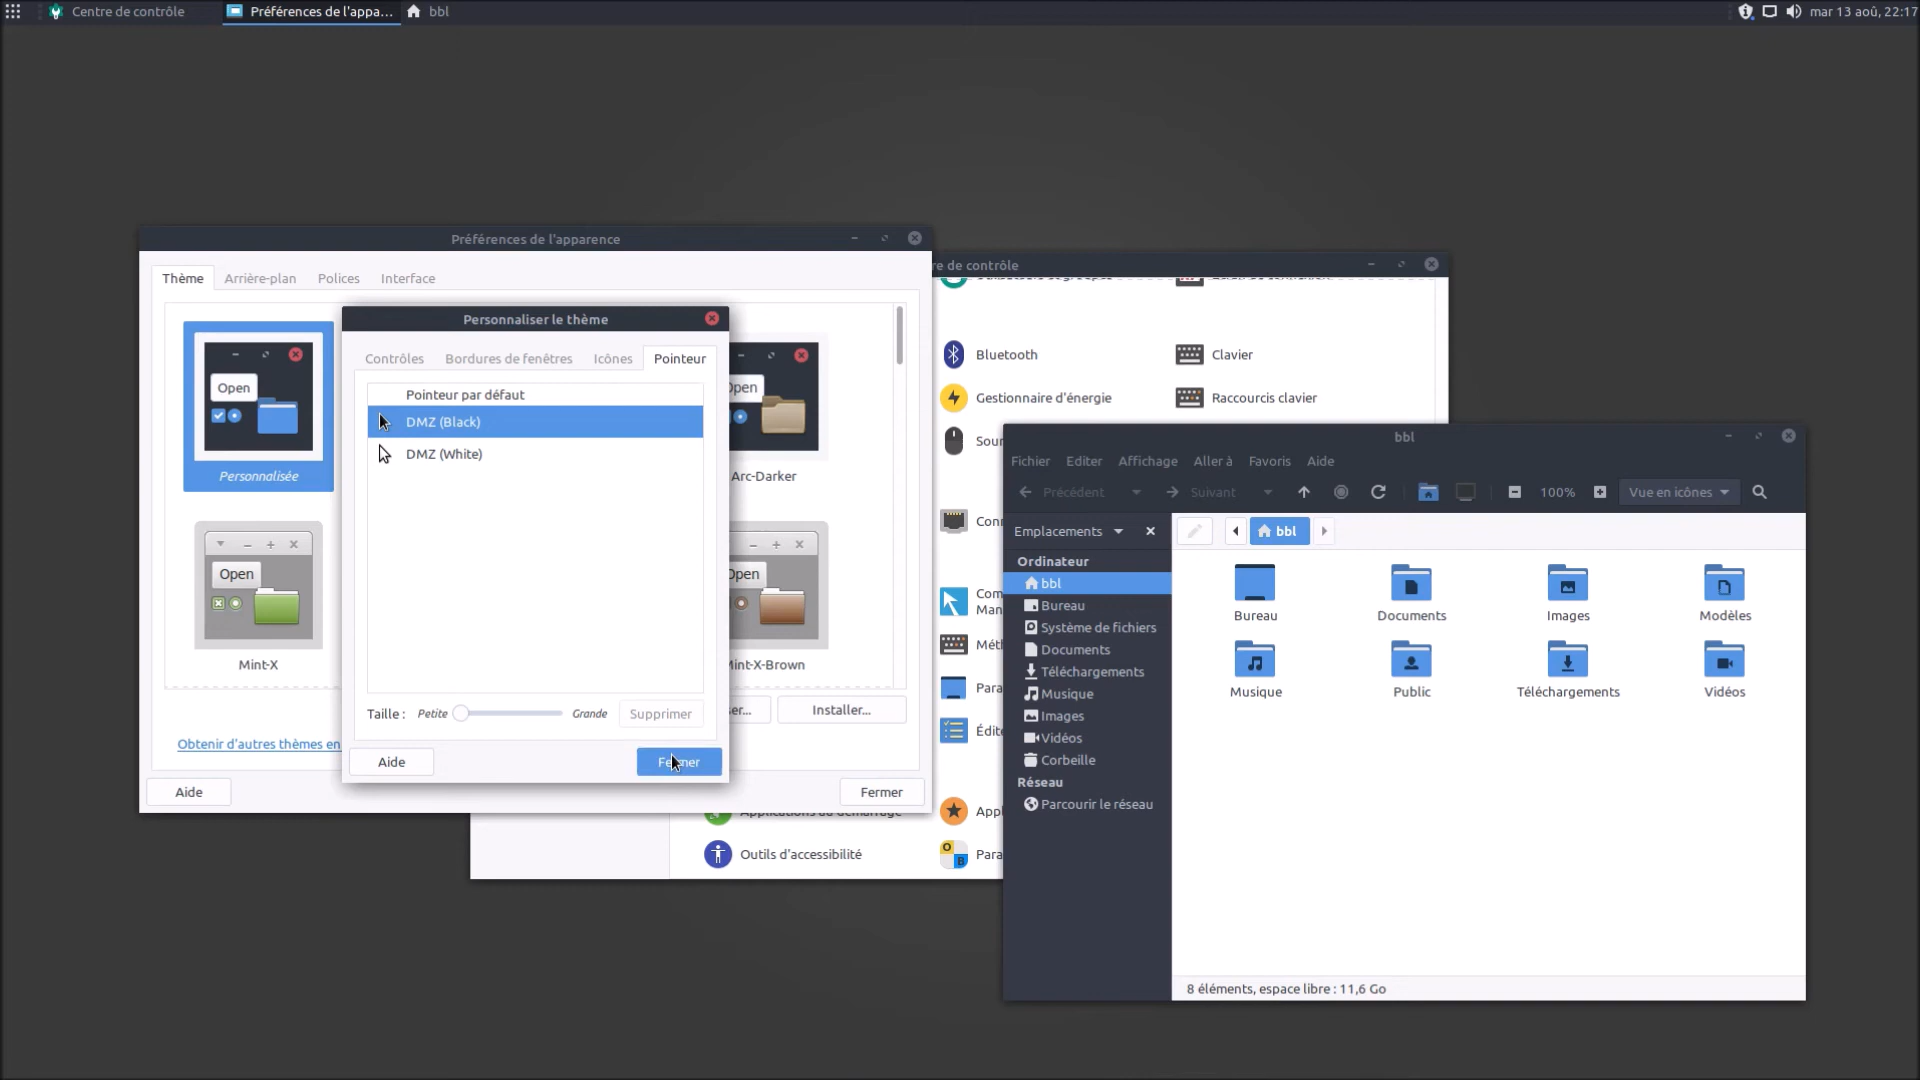 Centre de contrôle
Préférences de l'appa...
bbl
mar 13 aoû, 22:17
Préférences de l'apparence
Thème
Arrière-plan
Polices
Interface
Open
Personnalisée
Open
Mint-X
Arc-Darker
Open
Obtenir d'autres thèmes en
Installer...
Aide
Fermer
Personnaliser le thème
Contrôles
Bordures de fenêtres
Icônes
Pointeur
Pointeur par défaut
DMZ (Black)
DMZ (White)
Taille :
Petite
Grande
Supprimer
Aide
Fermer
de contrôle
Bluetooth
Clavier
Gestionnaire d'énergie
Raccourcis clavier
Outils d'accessibilité
bbl
Fichier
Editer
Affichage
Aller à
Favoris
Aide
Précédent
Suivant
100%
Vue en icônes
Emplacements
bbl
Ordinateur
bbl
Bureau
Système de fichiers
Documents
Téléchargements
Musique
Images
Vidéos
Corbeille
Réseau
Parcourir le réseau
Bureau
Documents
Images
Modèles
Musique
Public
Téléchargements
Vidéos
8 éléments, espace libre : 11,6 Go